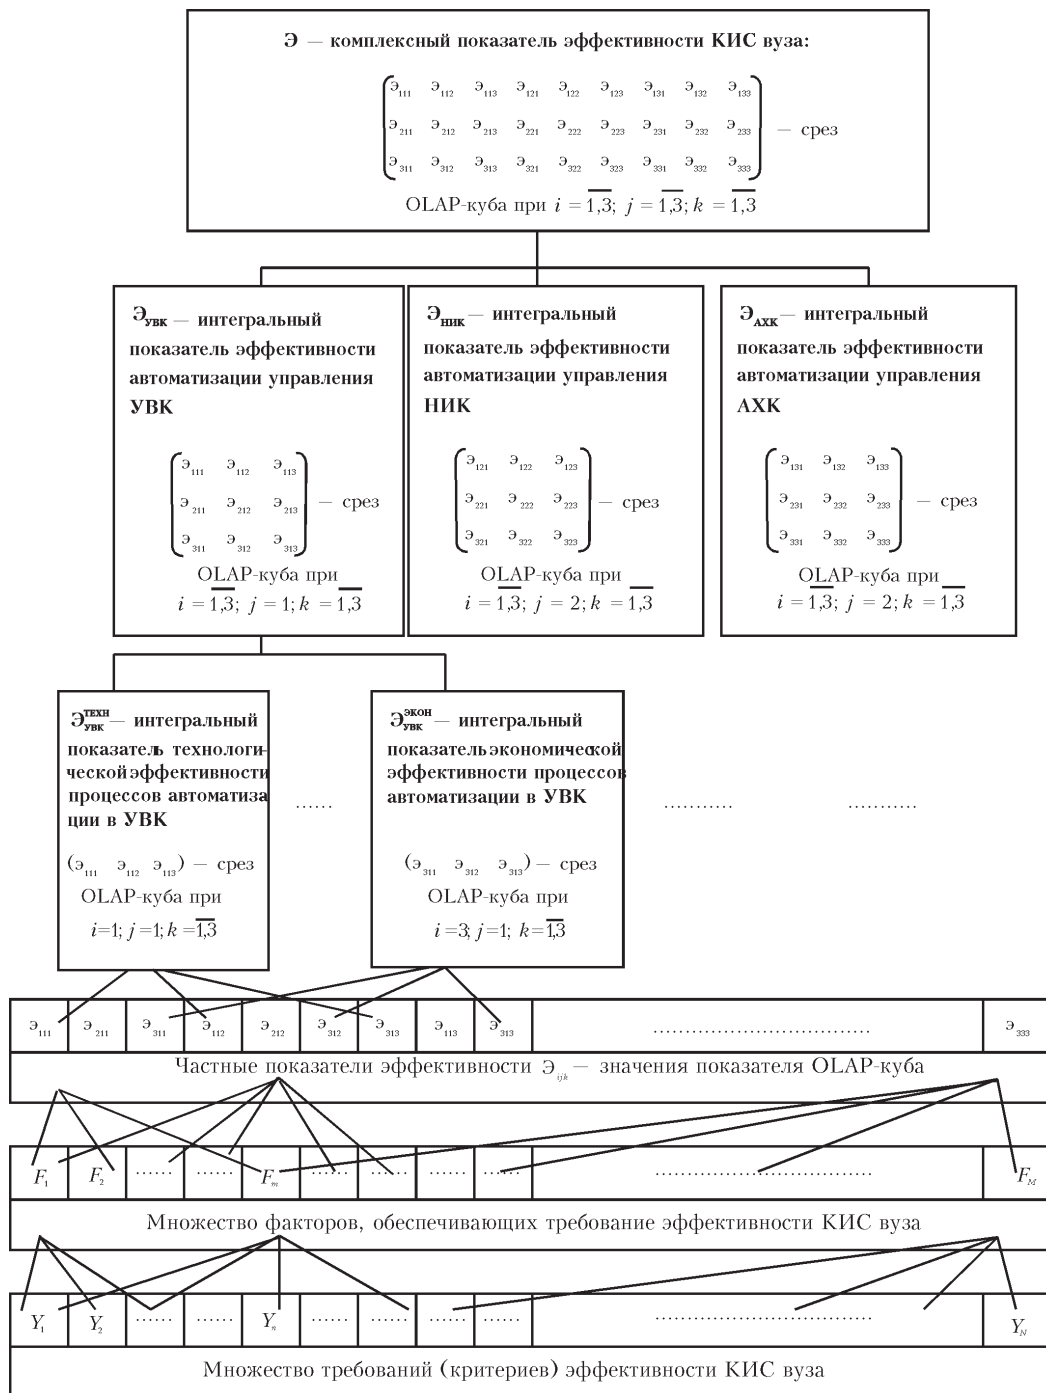 Э — комплексный показатель эффективности КИС вуза:
Э111 Э112 Э113 Э121 Э122 Э123 Э131 Э132 Э133
Э211 Э212 Э213 Э221 Э222 Э223 Э231 Э232 Э233 — срез
Э311 Э312 Э313 Э321 Э322 Э323 Э331 Э332 Э333
OLAP-куба при i = 1,3; j = 1,3; k = 1,3
ЭУВК — интегральный
показатель эффективности
автоматизации управления
УВК
Э111 Э112 Э113
Э211 Э212 Э213 — срез
Э311 Э312 Э313
OLAP-куба при
i = 1,3; j = 1; k = 1,3
ЭНИК — интегральный
показатель эффективности
автоматизации управления
НИК
Э121 Э122 Э123
Э221 Э222 Э223 — срез
Э321 Э322 Э323
OLAP-куба при
i = 1,3; j = 2; k = 1,3
ЭАХК — интегральный
показатель эффективности
автоматизации управления
АХК
Э131 Э132 Э133
Э231 Э232 Э233 — срез
Э331 Э332 Э333
OLAP-куба при
i = 1,3; j = 2; k = 1,3
ЭУВК ТЕХН — интегральный
показатель технологи-
ческой эффективности
процессов автоматиза
ции в УВК
(Э111 Э112 Э113) — срез
OLAP-куба при
i=1; j=1; k=1,3
......
ЭУВК ЭКОН — интегральный
показатель экономической
эффективности процессов
автоматизации в УВК
(Э311 Э312 Э313) — срез
OLAP-куба при
i=3; j=1; k=1,3
...........
...........
Э111 Э211 Э311 Э112 Э212 Э312 Э313 Э113 Э313 .................................. Э333
Частные показатели эффективности Эijk — значения показателя OLAP-куба
F1 F2 ...... ...... Fm ...... ...... ...... ...... .................................. FM
Множество факторов, обеспечивающих требование эффективности КИС вуза
Y1 Y2 ...... ...... Yn ...... ...... ...... ...... .................................. YN
Множество требований (критериев) эффективности КИС вуза